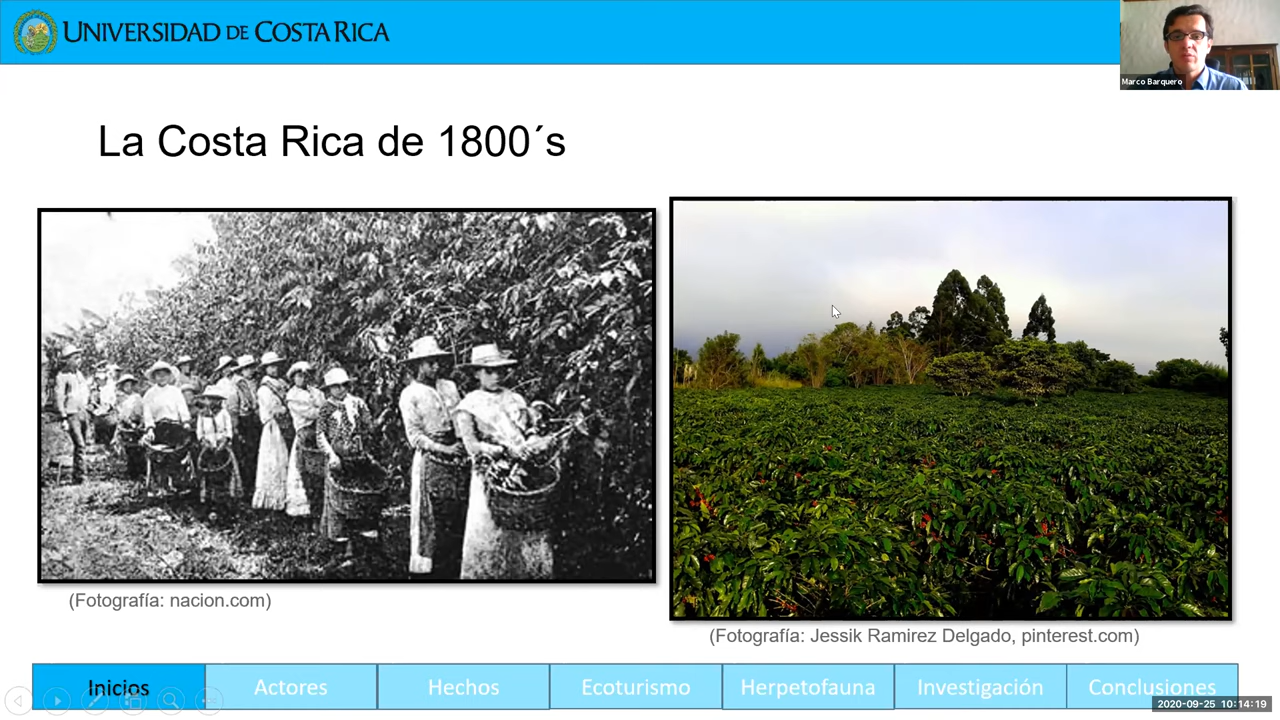 UNIVERSIDAD DE COSTA RICA
Marco Barquero
La Costa Rica de 1800´s
(Fotografía: nacion.com)
(Fotografía: Jessik Ramirez Delgado, pinterest.com)
Inicios
Actores
Hechos
Ecoturismo
Herpetofauna
Investigación
Conclusiones
2020-09-25 10:14:19